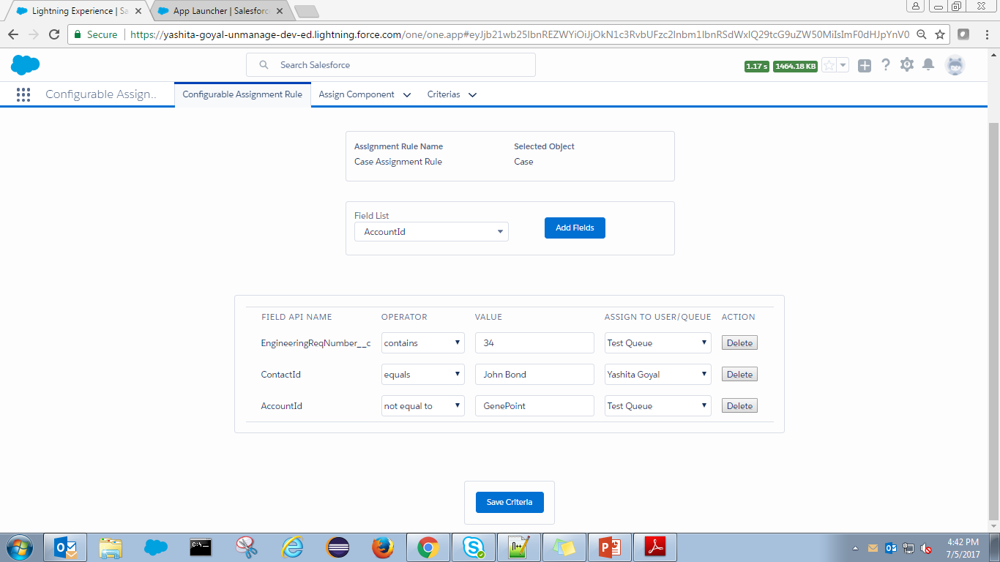 Lightning Experience | Sa
App Launcher | Salesforc
Secure
https://yashita-goyal-unmanage-dev-ed.lightning.force.com/one/one.app#eyJjb21wb25lbnREZWYiOiJjOkN1c3RvbUFzc2lnbm1lbnRSdWxlQ29tcG9uZW50MiIsImF0dHJpYnV0
Search Salesforce
1.17 s
1464.18 KB
Configurable Assign..
Configurable Assignment Rule
Assign Component
Criterias
Assignment Rule Name
Selected Object
Case Assignment Rule
Case
Field List
AccountId
Add Fields
FIELD API NAME OPERATOR VALUE ASSIGN TO USER/QUEUE ACTION
EngineeringReqNumber__c contains 34 Test Queue Delete
ContactId equals John Bond Yashita Goyal Delete
AccountId not equal to GenePoint Test Queue Delete
Save Criteria
4:42 PM
7/5/2017